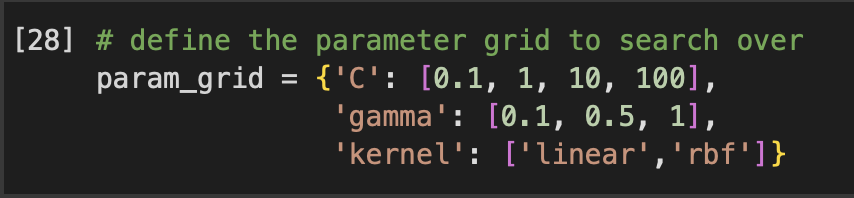 [28] # define the parameter grid to search over
param_grid = {'C': [0.1, 1, 10, 100],
'gamma': [0.1, 0.5, 1],
'kernel': ['linear','rbf']}